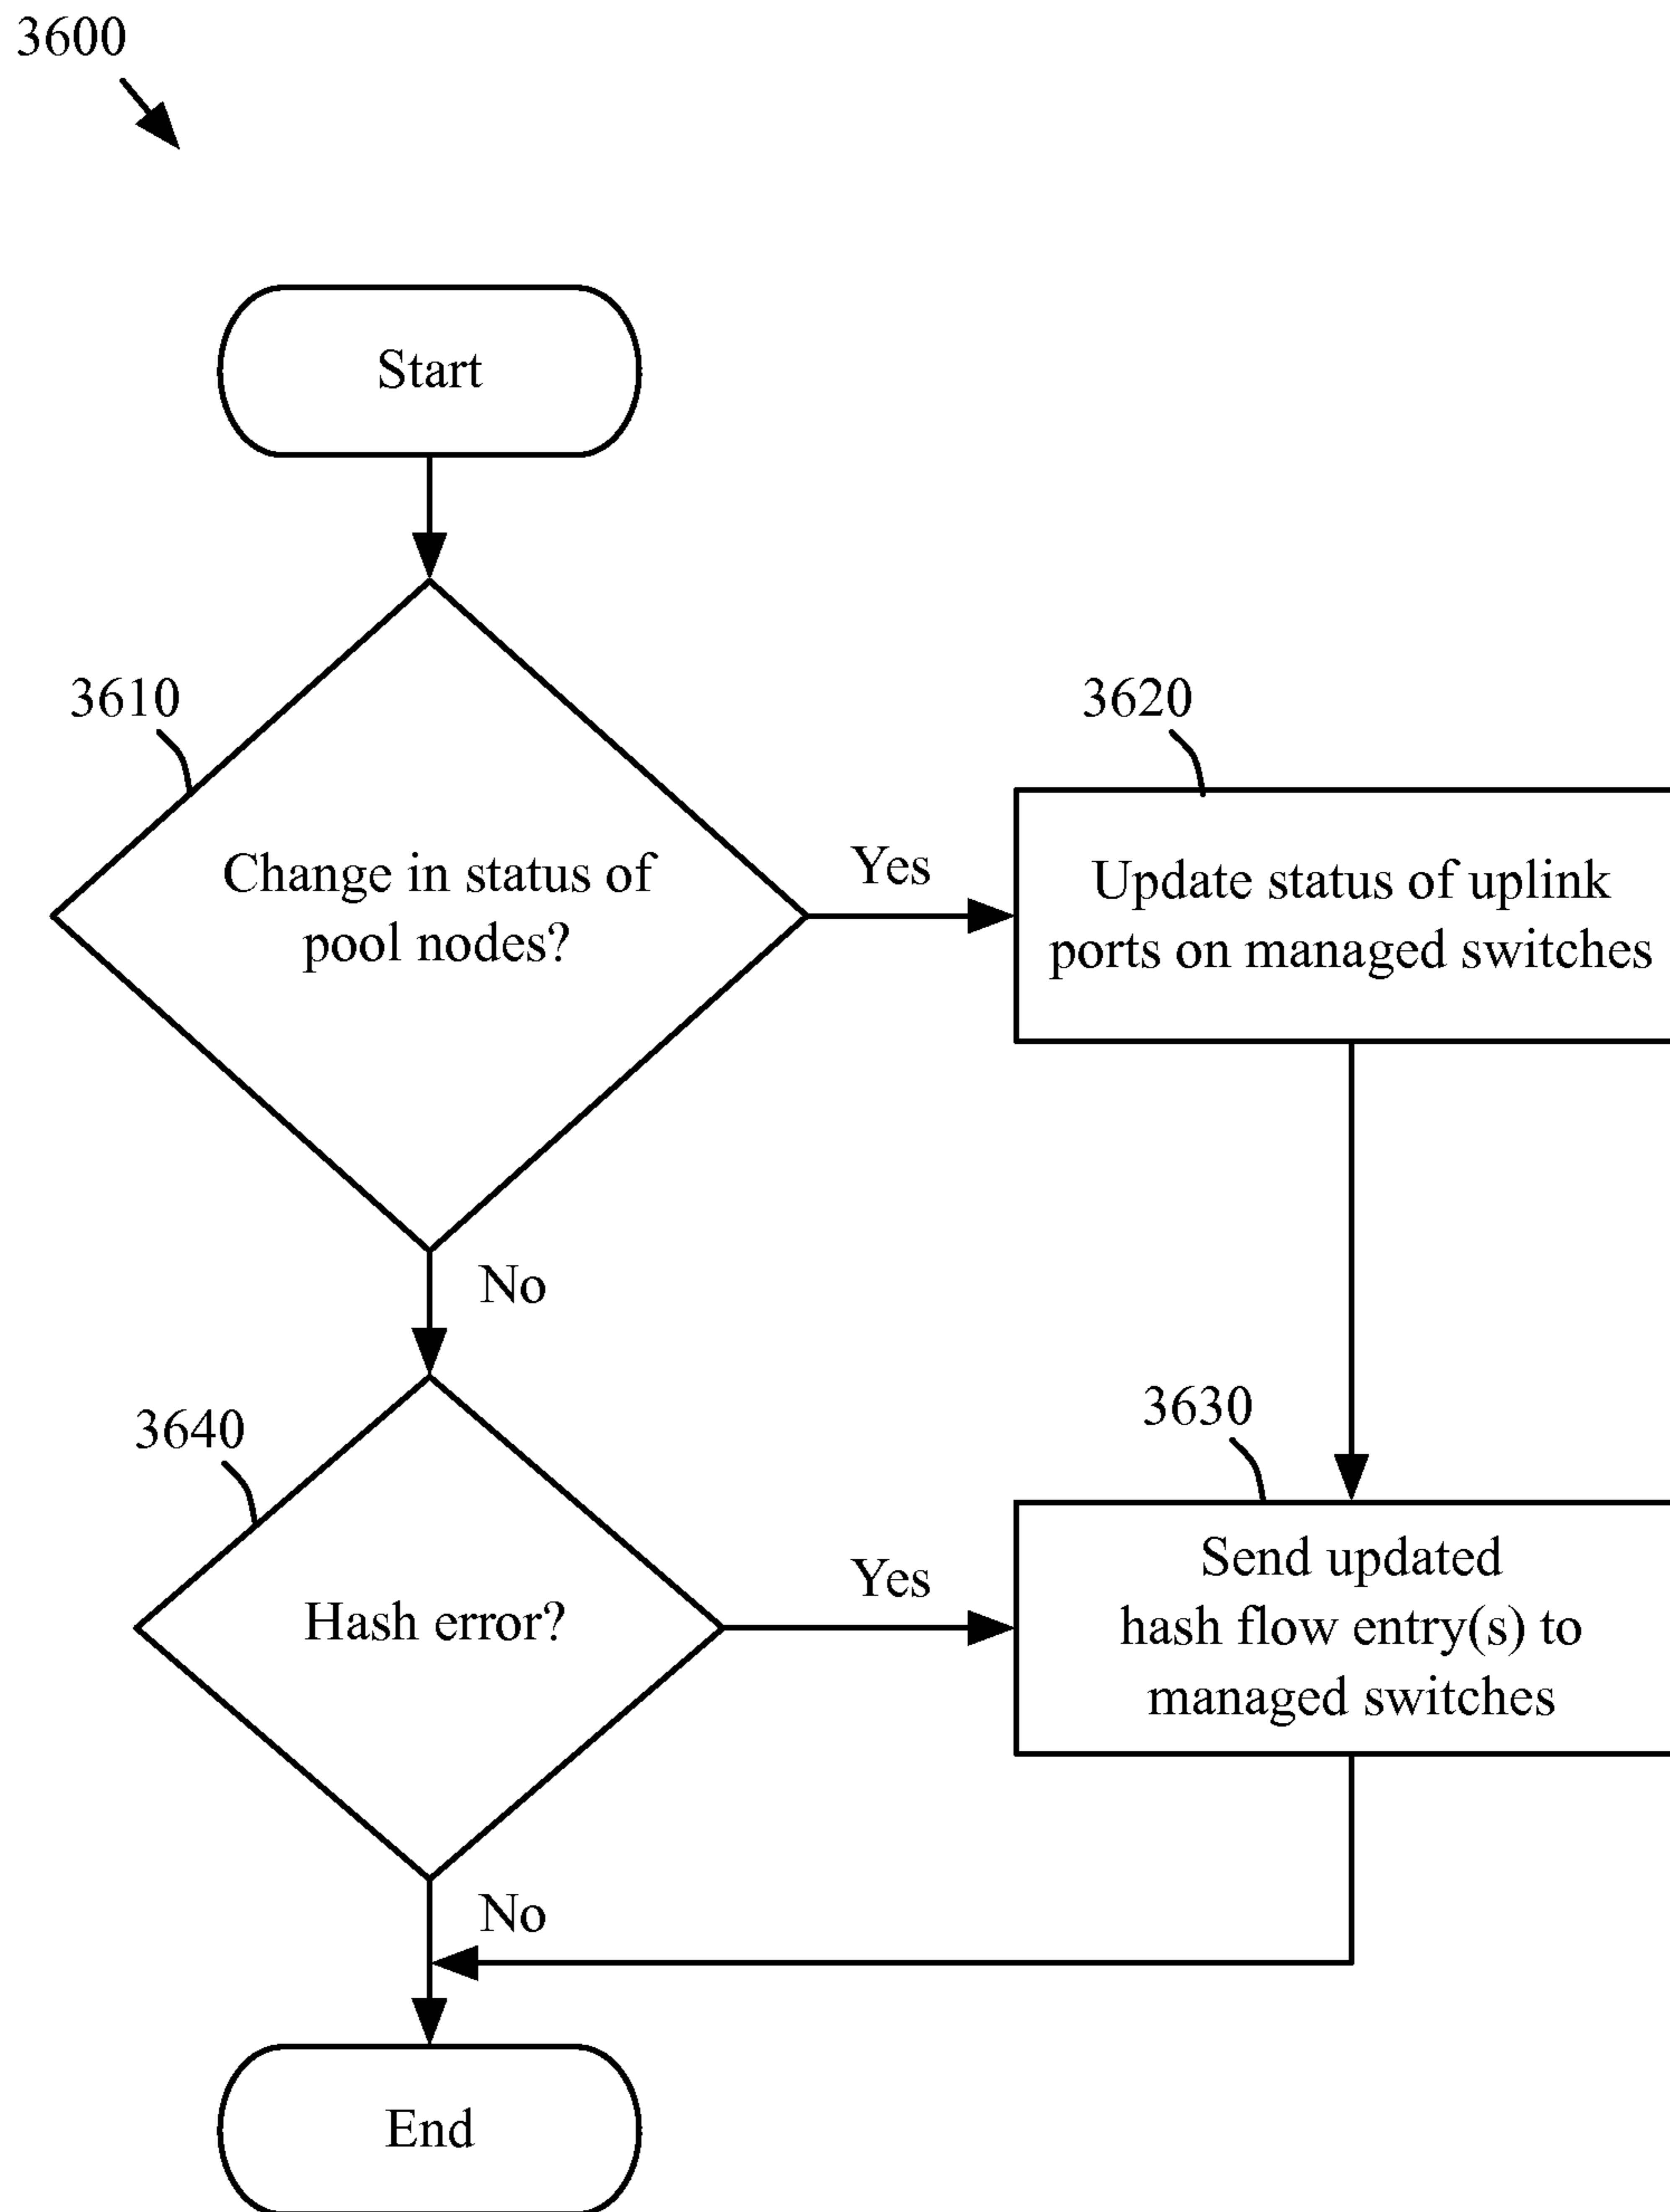 3600
Start
3610
Change in status of
pool nodes?
Yes
3620
Update status of uplink
ports on managed switches
No
3640
Hash error?
Yes
3630
Send updated
hash flow entry(s) to
managed switches
No
End